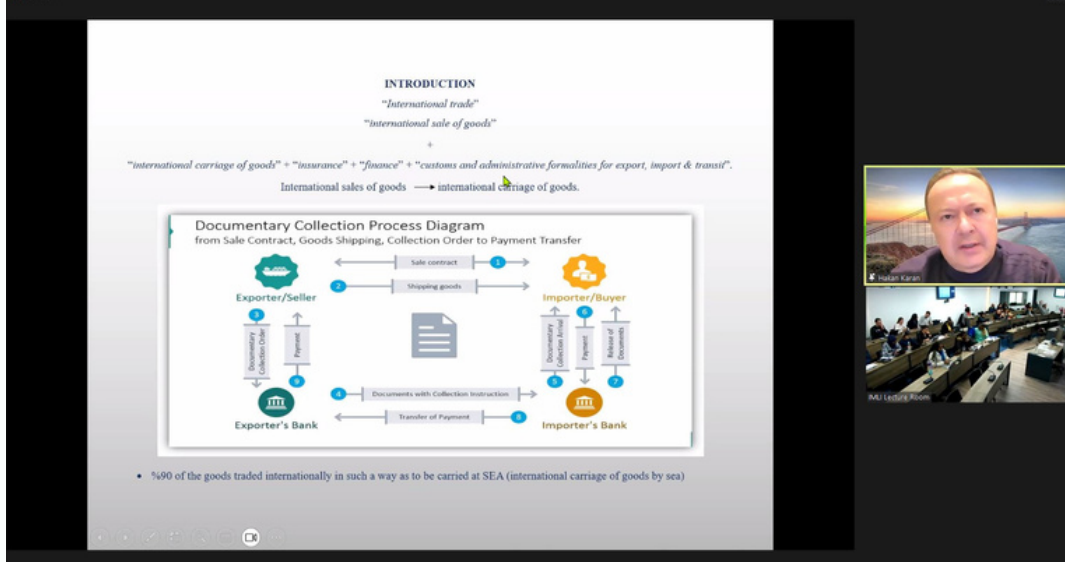 INTRODUCTION
“International trade”
“international sale of goods”
+
“international carriage of goods” + “insurance” + “finance” + “customs and administrative formalities for export, import & transit”.
International sales of goods ⟶ international carriage of goods.
Documentary Collection Process Diagram
from Sale Contract, Goods Shipping, Collection Order to Payment Transfer
Sale contract 1
2 Shipping goods
Exporter/Seller
Importer/Buyer
3
Documentary
Collection Order
Payment
9
6
Documentary
Collection Arrival
Payment
Release of
Documents
5
7
4 Documents with Collection Instruction
Transfer of Payment 8
Exporter's Bank
Importer's Bank
• %90 of the goods traded internationally in such a way as to be carried at SEA (international carriage of goods by sea)
Hakan Karan
IMLI Lecture Room